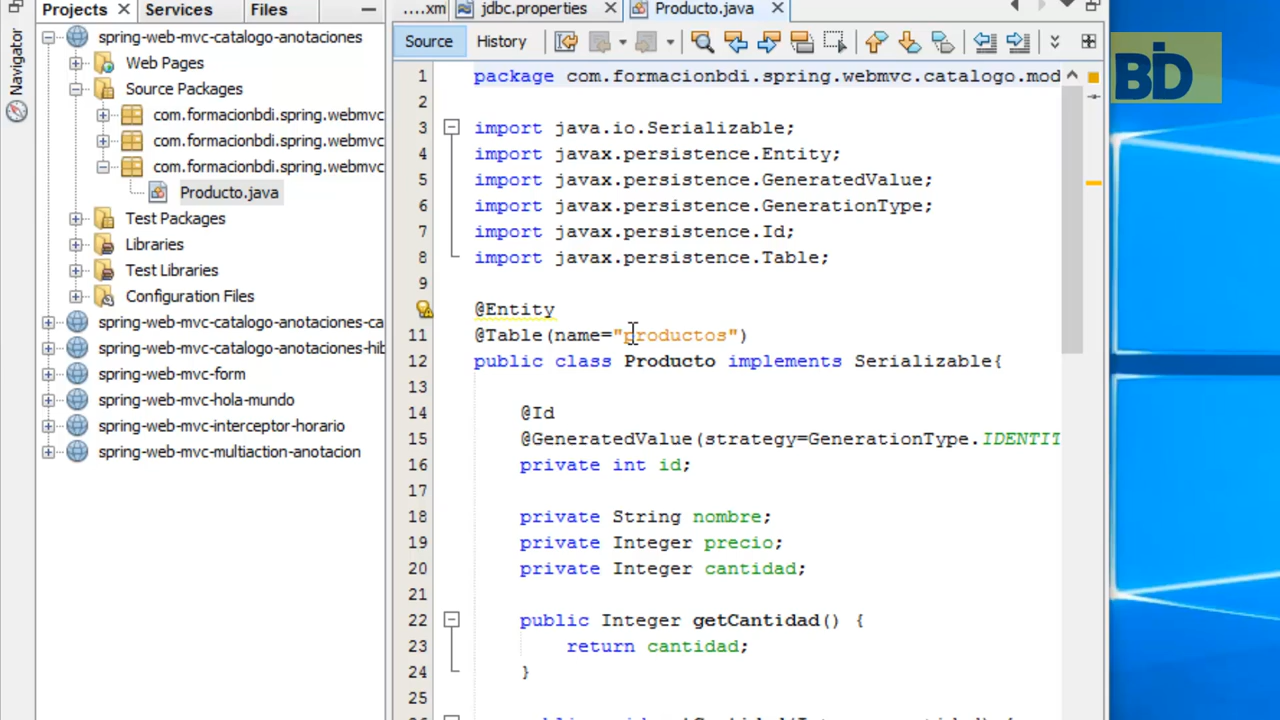 Projects
Services
Files
Navigator
spring-web-mvc-catalogo-anotaciones
Web Pages
Source Packages
com.formacionbdi.spring.webmvc
com.formacionbdi.spring.webmvc
com.formacionbdi.spring.webmvc
Producto.java
Test Packages
Libraries
Test Libraries
Configuration Files
spring-web-mvc-catalogo-anotaciones-ca
spring-web-mvc-catalogo-anotaciones-hib
spring-web-mvc-form
spring-web-mvc-hola-mundo
spring-web-mvc-interceptor-horario
spring-web-mvc-multiaction-anotacion
....xm
jdbc.properties
Producto.java
Source
History
1 package com.formacionbdi.spring.webmvc.catalogo.mod
2
3 import java.io.Serializable;
4 import javax.persistence.Entity;
5 import javax.persistence.GeneratedValue;
6 import javax.persistence.GenerationType;
7 import javax.persistence.Id;
8 import javax.persistence.Table;
9
@Entity
11 @Table(name="productos")
12 public class Producto implements Serializable{
13
14 @Id
15 @GeneratedValue(strategy=GenerationType.IDENTIT
16 private int id;
17
18 private String nombre;
19 private Integer precio;
20 private Integer cantidad;
21
22 public Integer getCantidad() {
23 return cantidad;
24 }
25
BDI